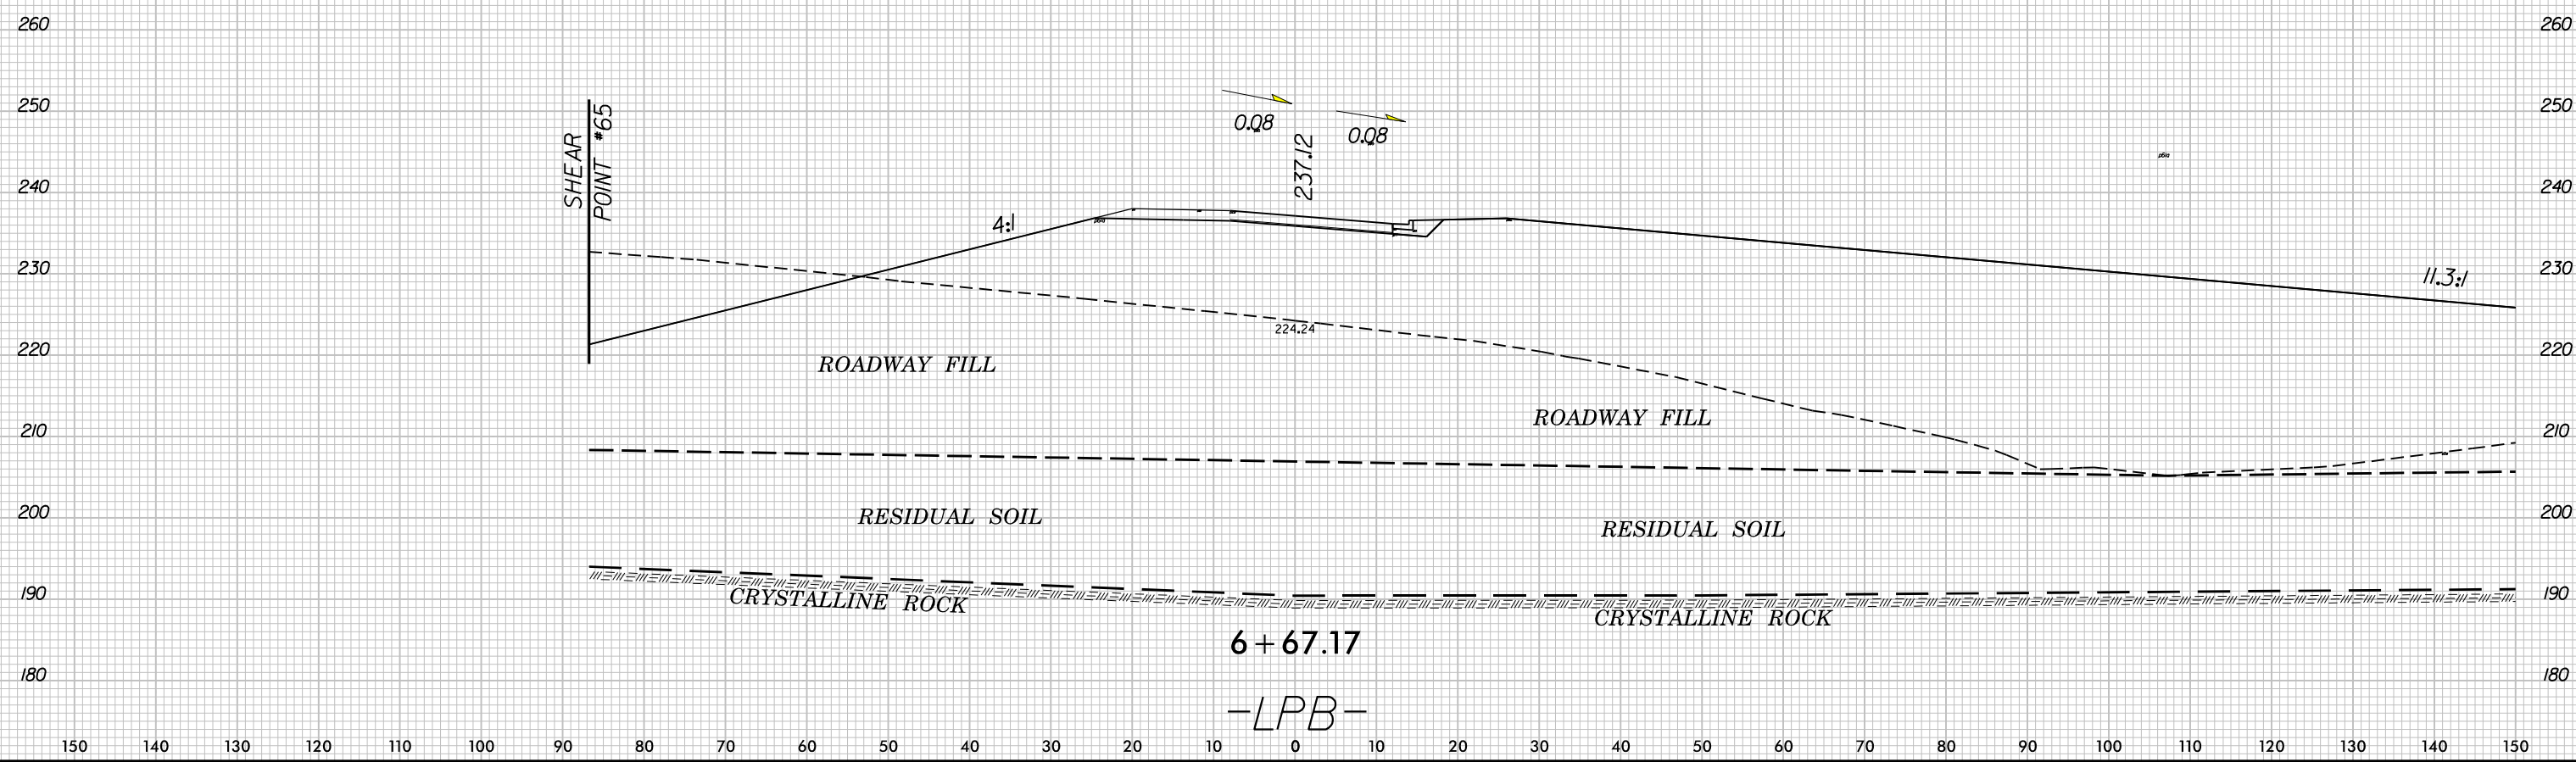 260 260
250 250
SHEAR
POINT #65
0.08
0.08
237.12
240 240
4:1
230 230
11.3:1
224.24
220 220
ROADWAY FILL
ROADWAY FILL
210 210
200 200
RESIDUAL SOIL
RESIDUAL SOIL
190 190
CRYSTALLINE ROCK
CRYSTALLINE ROCK
6+67.17
180 180
-LPB-
150 140 130 120 110 100 90 80 70 60 50 40 30 20 10 0 10 20 30 40 50 60 70 80 90 100 110 120 130 140 150